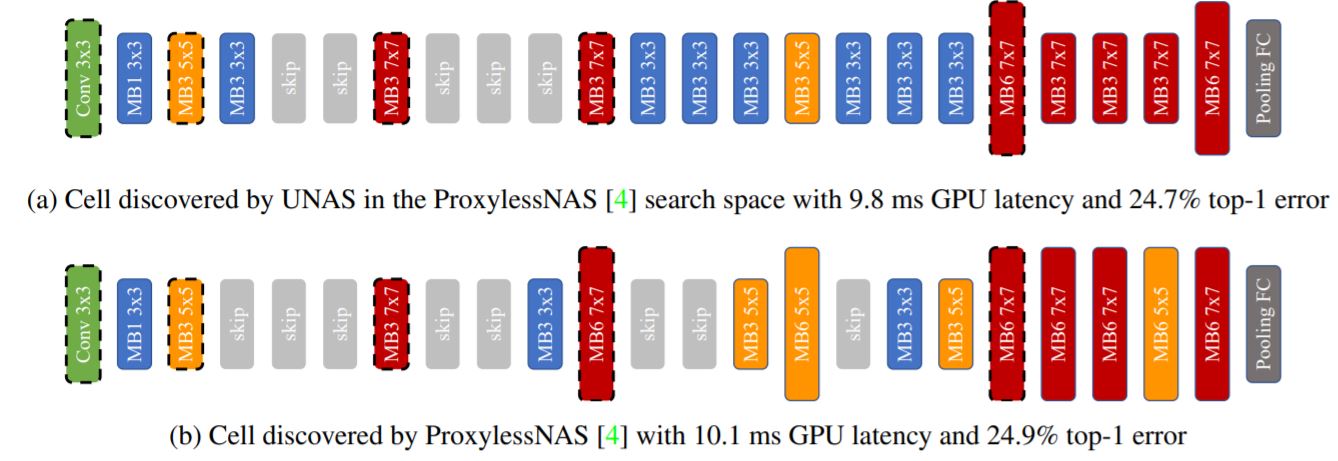 Conv 3x3 MB1 3x3 MB3 5x5 MB3 3x3 skip skip MB3 7x7 skip skip skip MB3 7x7 MB3 3x3 MB3 3x3 MB3 3x3 MB3 5x5 MB3 3x3 MB3 3x3 MB3 3x3 MB6 7x7 MB3 7x7 MB3 7x7 MB3 7x7 MB6 7x7 Pooling FC
(a) Cell discovered by UNAS in the ProxylessNAS [4] search space with 9.8 ms GPU latency and 24.7% top-1 error
Conv 3x3 MB1 3x3 MB3 5x5 skip skip skip MB3 7x7 skip skip MB3 3x3 MB6 7x7 skip skip MB3 5x5 MB6 5x5 skip MB3 3x3 MB3 5x5 MB6 7x7 MB6 7x7 MB6 7x7 MB6 5x5 MB6 7x7 Pooling FC
(b) Cell discovered by ProxylessNAS [4] with 10.1 ms GPU latency and 24.9% top-1 error